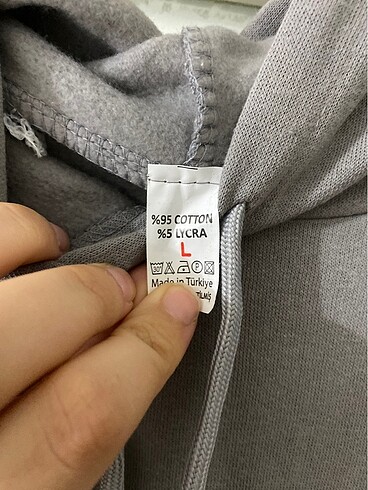 %95 COTTON
%5 LYCRA
L
Made in Türkiye